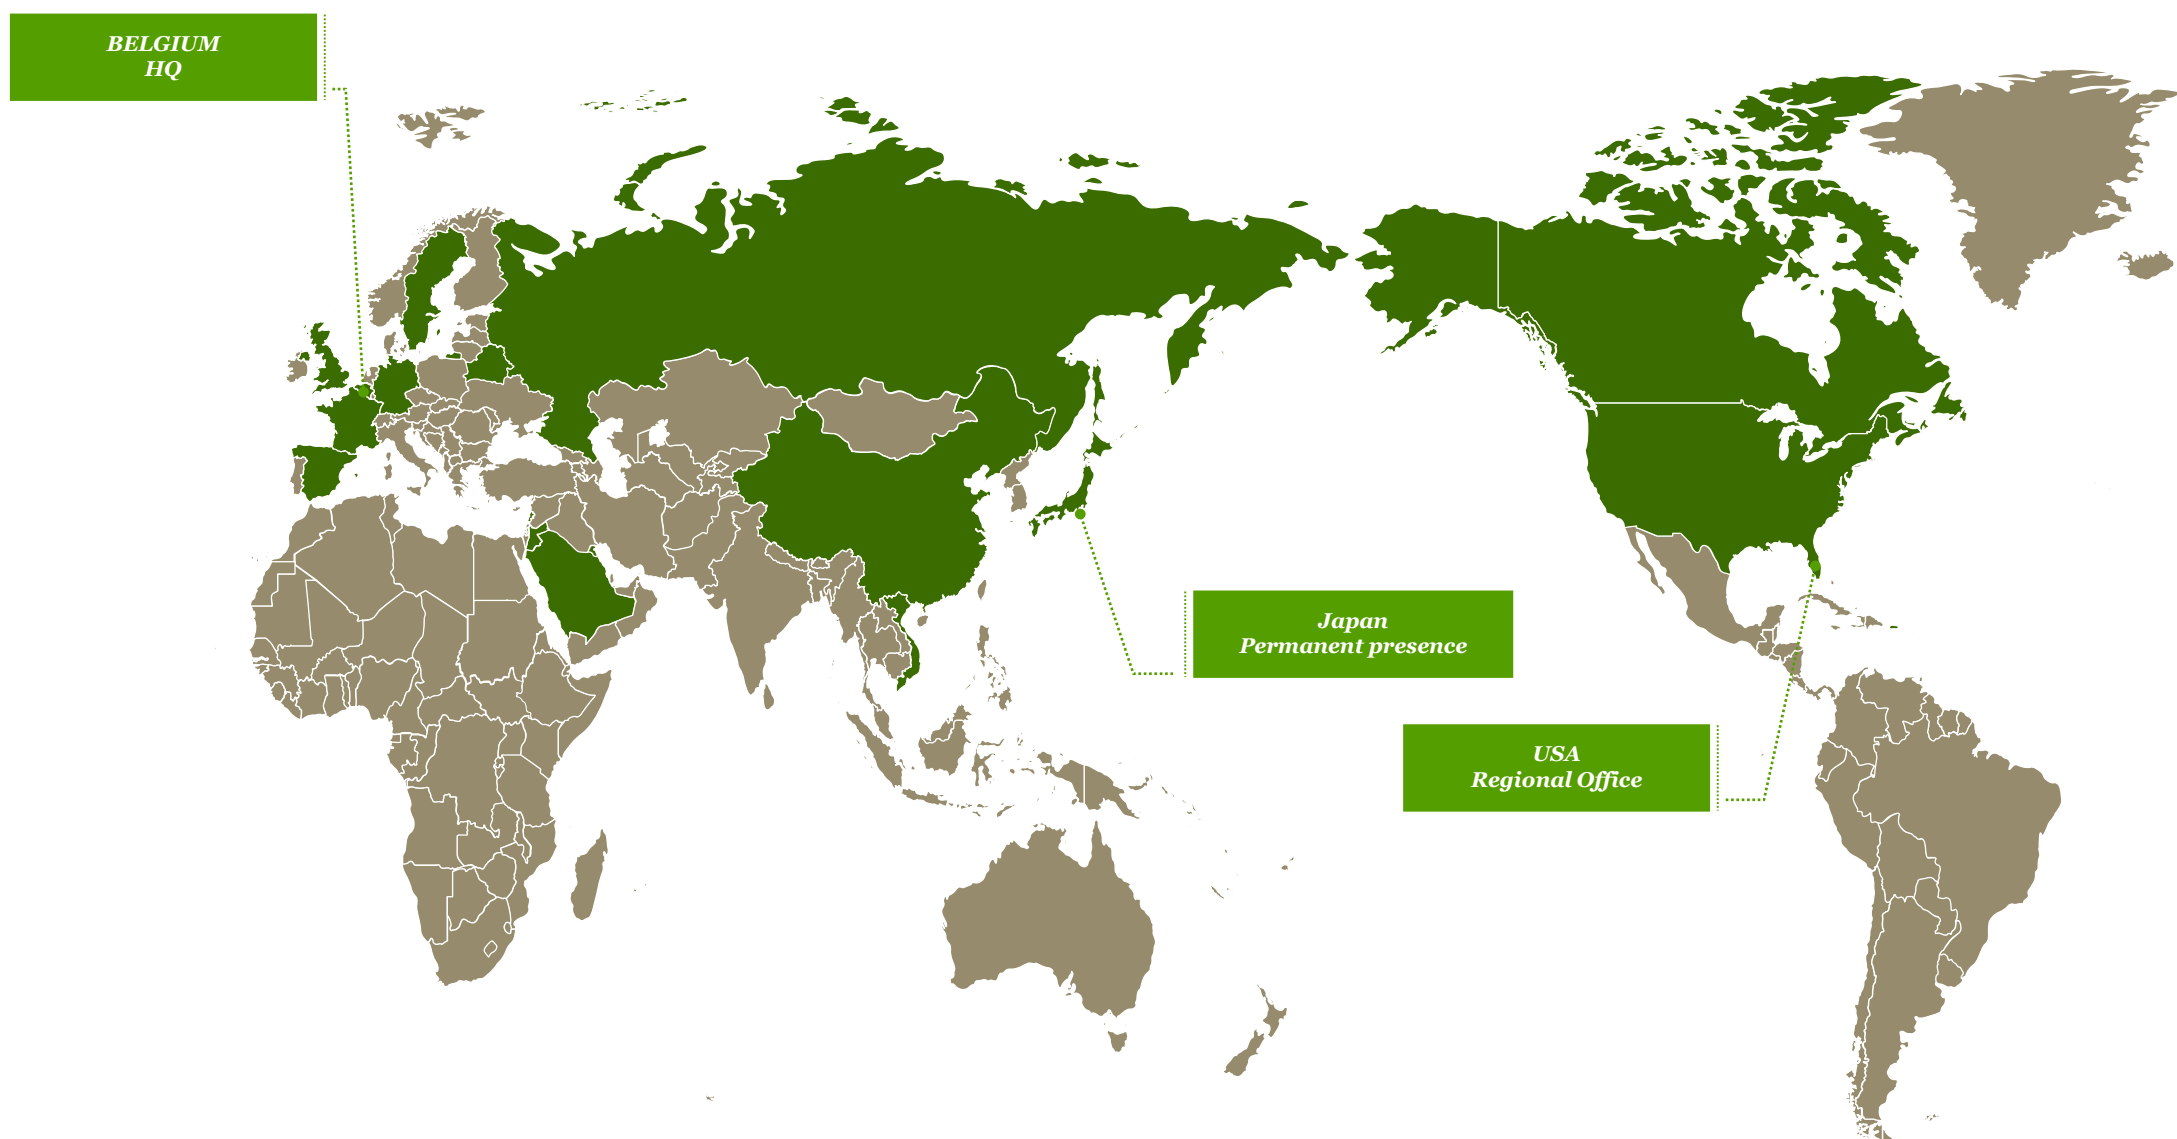 BELGIUM
HQ
Japan
Permanent presence
USA
Regional Office